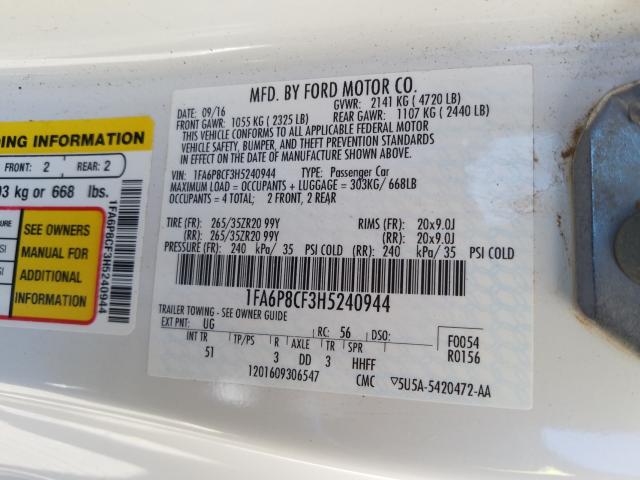 MFD. BY FORD MOTOR CO.
DATE: 09/16 GVWR: 2141 KG ( 4720 LB)
FRONT GAWR: 1055 KG ( 2325 LB) REAR GAWR: 1107 KG ( 2440 LB)
THIS VEHICLE CONFORMS TO ALL APPLICABLE FEDERAL MOTOR
VEHICLE SAFETY, BUMPER, AND THEFT PREVENTION STANDARDS
IN EFFECT ON THE DATE OF MANUFACTURE SHOWN ABOVE.
VIN: 1FA6P8CF3H5240944 TYPE: Passenger Car
MAXIMUM LOAD = OCCUPANTS + LUGGAGE = 303KG/ 668LB
OCCUPANTS = 4 TOTAL; 2 FRONT, 2 REAR
TIRE (FR): 265/35ZR20 99Y RIMS (FR): 20x9.0J
(RR): 265/35ZR20 99Y (RR): 20x9.0J
PRESSURE (FR): 240 kPa/ 35 PSI COLD (RR): 240 kPa/ 35 PSI COLD
1FA6P8CF3H5240944
TRAILER TOWING - SEE OWNER GUIDE
EXT PNT: UG RC: 56 DSO: F0054
INT TR TP/PS R AXLE TR SPR R0156
51 3 DD 3 HHFF
1201609306547 CMC 5U5A-5420472-AA
DING INFORMATION
FRONT: 2 REAR: 2
03 kg or 668 lbs.
SEE OWNERS
MANUAL FOR
ADDITIONAL
INFORMATION
1FA6P8CF3H5240944